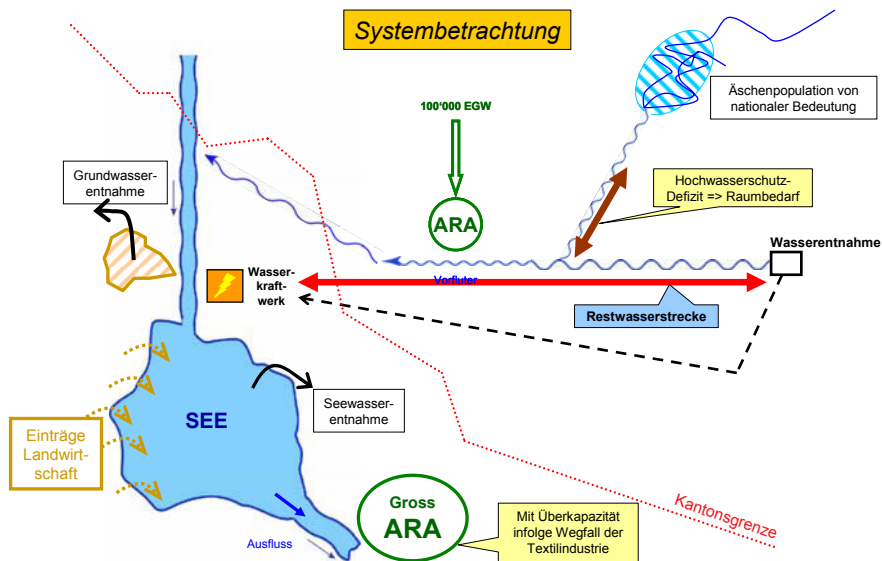 Systembetrachtung
100'000 EGW
Äschenpopulation von
nationaler Bedeutung
Grundwasser-
entnahme
ARA
Hochwasserschutz-
Defizit => Raumbedarf
Wasserentnahme
Wasser-
kraft-
werk
Vorfluter
Restwasserstrecke
SEE
Seewasser-
entnahme
Einträge
Landwirt-
schaft
Gross
ARA
Mit Überkapazität
infolge Wegfall der
Textilindustrie
Kantonsgrenze
Ausfluss